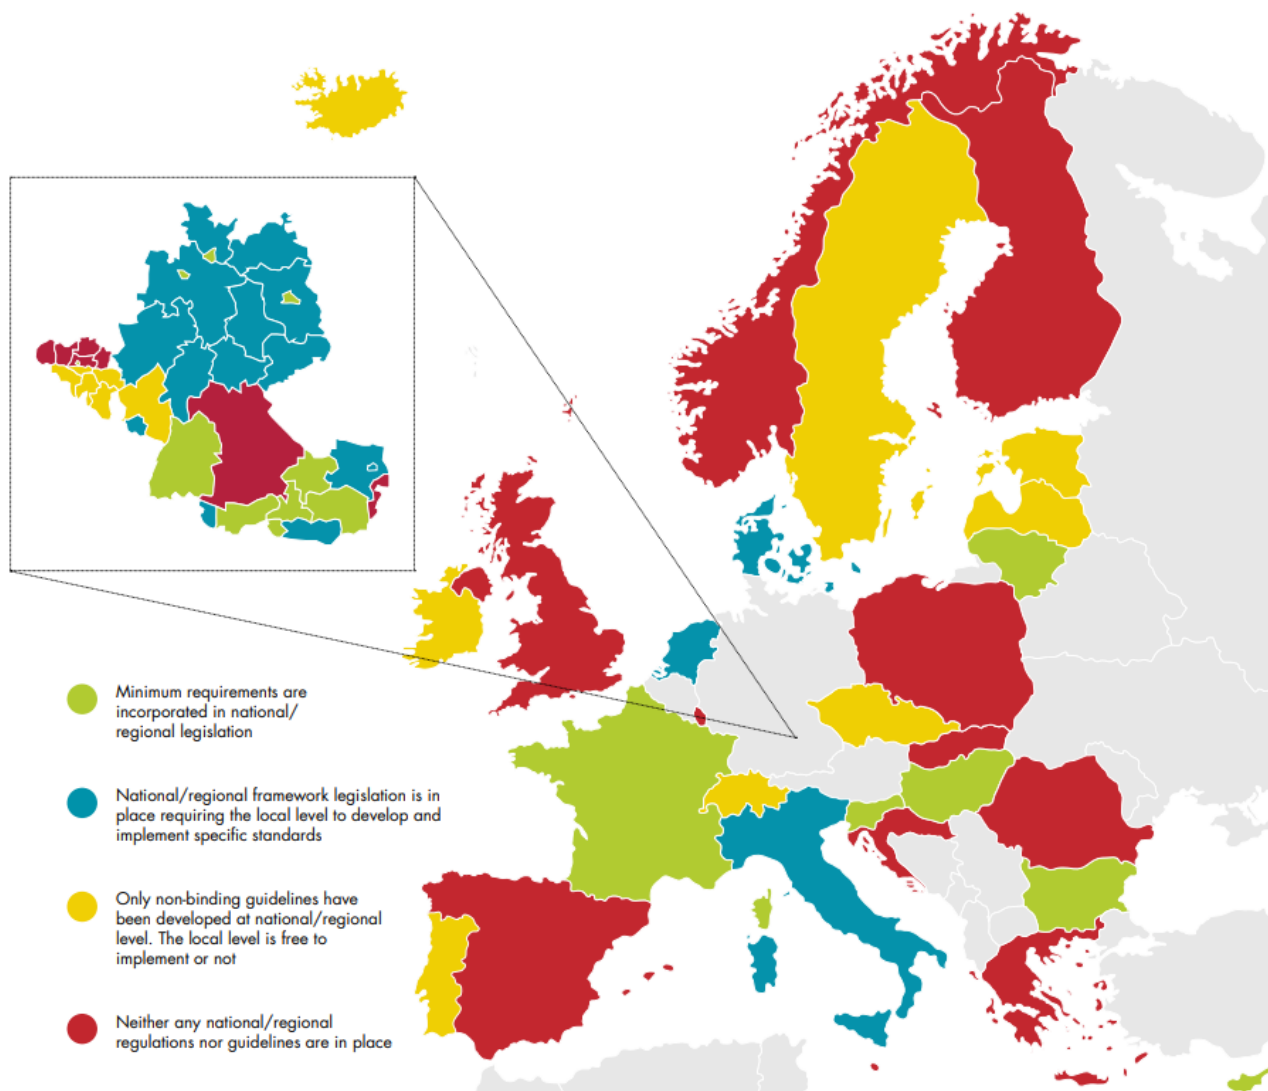 Minimum requirements are
incorporated in national/
regional legislation
National/regional framework legislation is in
place requiring the local level to develop and
implement specific standards
Only non-binding guidelines have
been developed at national/regional
level. The local level is free to
implement or not
Neither any national/regional
regulations nor guidelines are in place